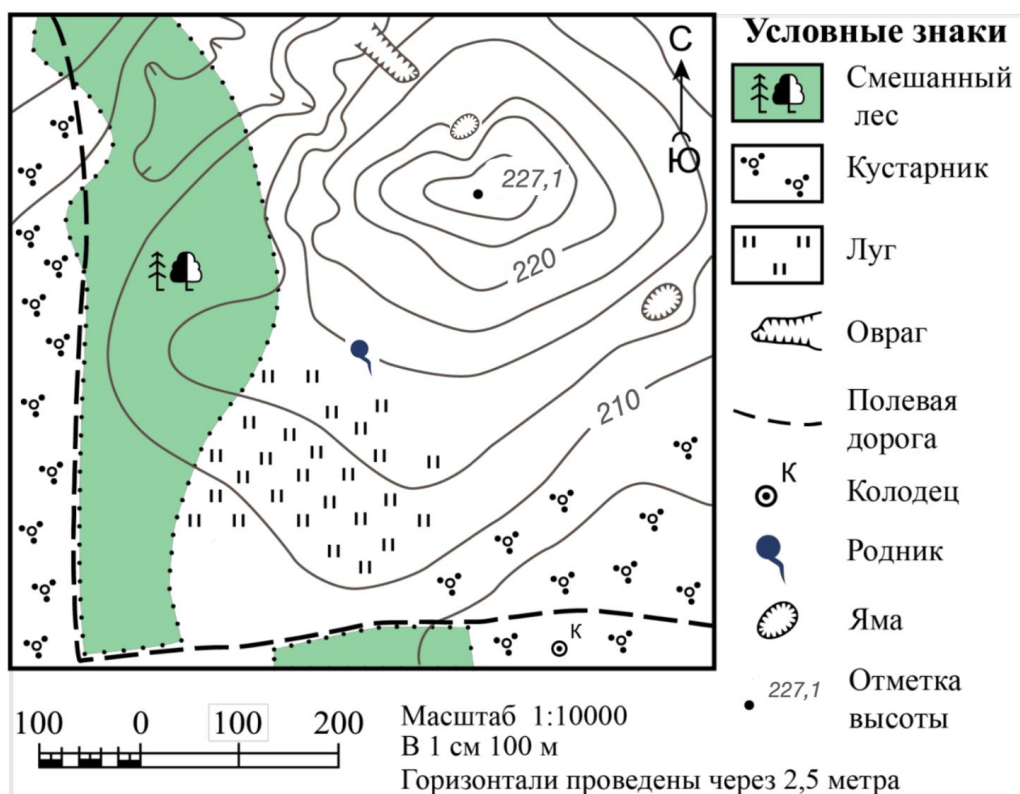 С
Ю
227,1
220
210
К
Условные знаки
Смешанный
лес
Кустарник
Луг
Овраг
Полевая
дорога
К
Колодец
Родник
Яма
227,1
Отметка
высоты
100 0 100 200
Масштаб 1:10000
В 1 см 100 м
Горизонтали проведены через 2,5 метра